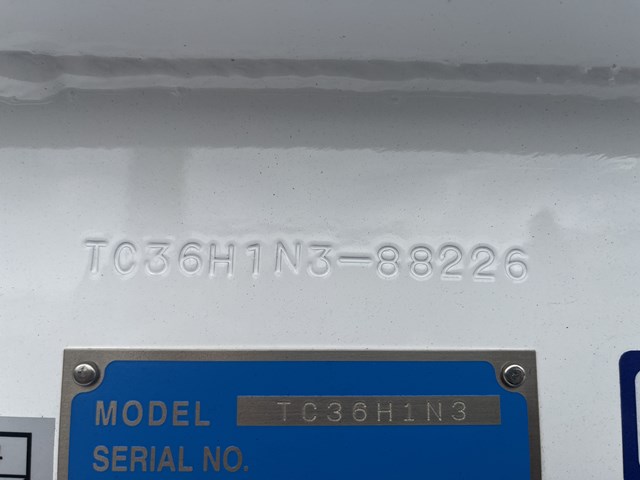 TC36H1N3-88226
MODEL TC36H1N3
SERIAL NO.